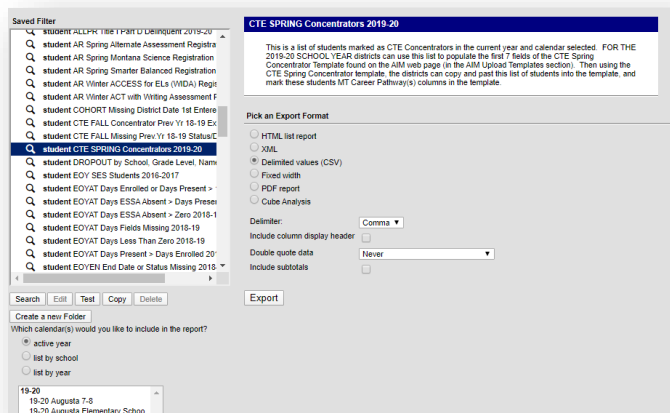 Saved Filter
student ALLPR Title I Part D Delinquent 2019-20
student AR Spring Alternate Assessment Registra
student AR Spring Montana Science Registration
student AR Spring Smarter Balanced Registration
student AR Winter ACCESS for ELs (WIDA) Regis
student AR Winter ACT with Writing Assessment F
student COHORT Missing District Date 1st Entere
student CTE FALL Concentrator Prev Yr 18-19 Ex
student CTE FALL Missing Prev.Yr 18-19 Status/D
student CTE SPRING Concentrators 2019-20
student DROPOUT by School, Grade Level, Name
student EOY SES Students 2016-2017
student EOYAT Days Enrolled or Days Present >
student EOYAT Days ESSA Absent > Days Presen
student EOYAT Days ESSA Absent > Zero 2018-1
student EOYAT Days Fields Missing 2018-19
student EOYAT Days Less Than Zero 2018-19
student EOYAT Days Present > Days Enrolled 20
student EOYEN End Date or Status Missing 2018-
Search Edit Test Copy Delete
Create a new Folder
Which calendar(s) would you like to include in the report?
active year
list by school
list by year
19-20
19-20 Augusta 7-8
19-20 Augusta Elementary Schoo
CTE SPRING Concentrators 2019-20
This is a list of students marked as CTE Concentrators in the current year and calendar selected. FOR THE
2019-20 SCHOOL YEAR districts can use this list to populate the first 7 fields of the CTE Spring
Concentrator Template found on the AIM web page (in the AIM Upload Templates section). Then using the
CTE Spring Concentrator template, the districts can copy and past this list of students into the template, and
mark these students MT Career Pathway(s) columns in the template.
Pick an Export Format
HTML list report
XML
Delimited values (CSV)
Fixed width
PDF report
Cube Analysis
Delimiter: Comma
Include column display header
Double quote data Never
Include subtotals
Export